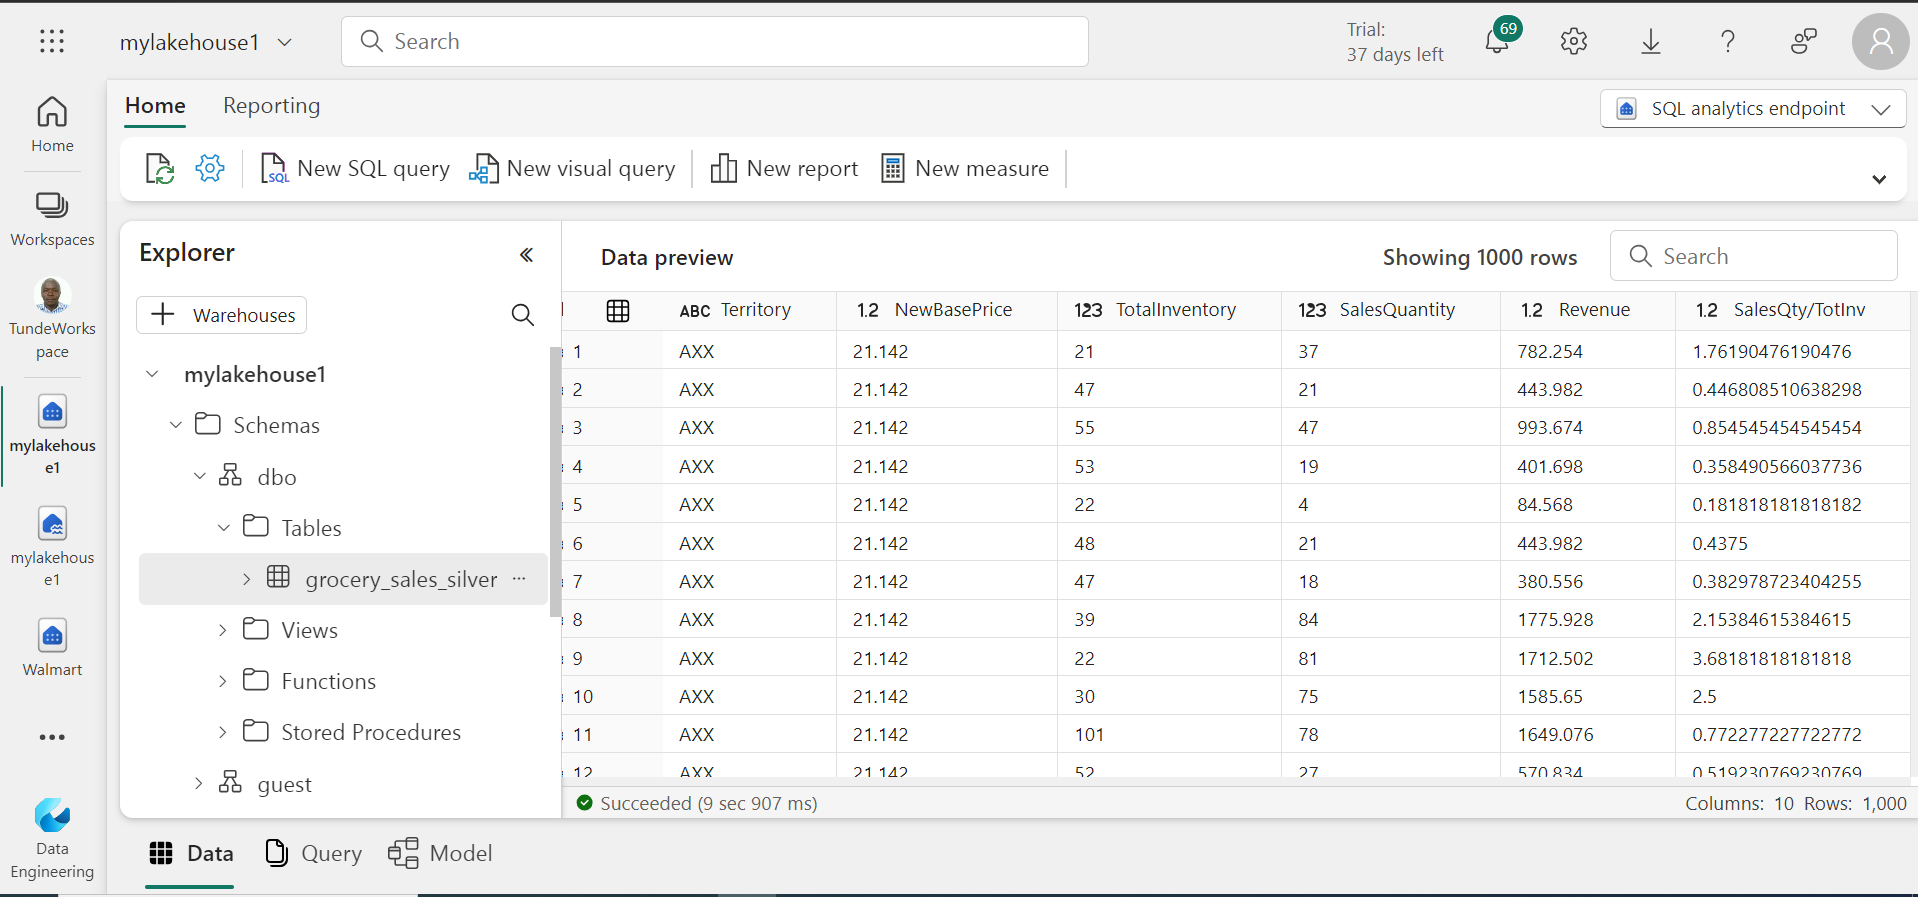 mylakehouse1
Search
Trial:
37 days left
69
Home
Workspaces
TundeWorks
pace
mylakehous
e1
mylakehous
e1
Walmart
Data
Engineering
Home Reporting
SQL analytics endpoint
SQL New SQL query New visual query New report New measure
Explorer
Warehouses
mylakehouse1
Schemas
dbo
Tables
grocery_sales_silver ...
Views
Functions
Stored Procedures
guest
Data preview Showing 1000 rows Search
ABC Territory 1.2 NewBasePrice 123 TotalInventory 123 SalesQuantity 1.2 Revenue 1.2 SalesQty/TotInv
1 AXX 21.142 21 37 782.254 1.76190476190476
2 AXX 21.142 47 21 443.982 0.446808510638298
3 AXX 21.142 55 47 993.674 0.854545454545454
4 AXX 21.142 53 19 401.698 0.358490566037736
5 AXX 21.142 22 4 84.568 0.181818181818182
6 AXX 21.142 48 21 443.982 0.4375
7 AXX 21.142 47 18 380.556 0.382978723404255
8 AXX 21.142 39 84 1775.928 2.15384615384615
9 AXX 21.142 22 81 1712.502 3.68181818181818
10 AXX 21.142 30 75 1585.65 2.5
11 AXX 21.142 101 78 1649.076 0.772277227722772
12 AXX 21.142 52 27 570.834 0.519230769230769
Succeeded (9 sec 907 ms) Columns: 10 Rows: 1,000
Data Query Model